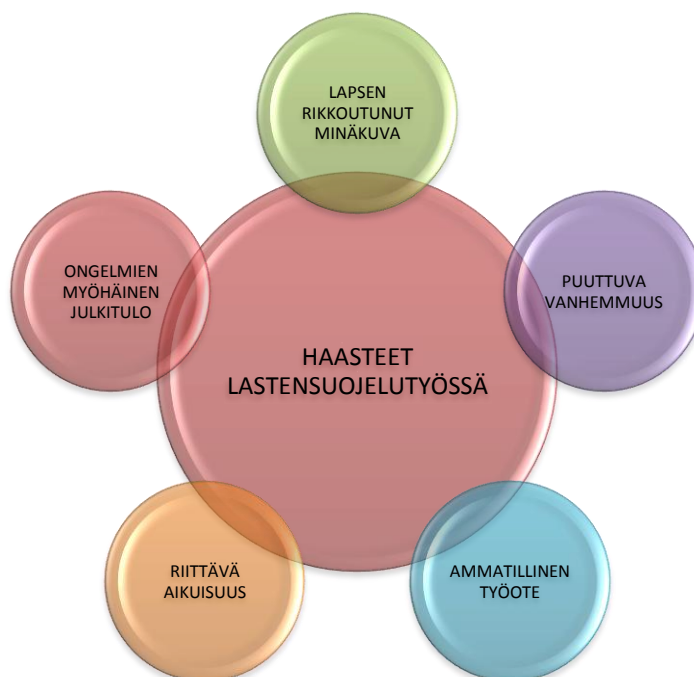 LAPSEN
RIKKOUTUNUT
MINÄKUVA
PUUTTUVA
VANHEMMUUS
AMMATILLINEN
TYÖOTE
RIITTÄVÄ
AIKUISUUS
ONGELMIEN
MYÖHÄINEN
JULKITULO
HAASTEET
LASTENSUOJELUTYÖSSÄ